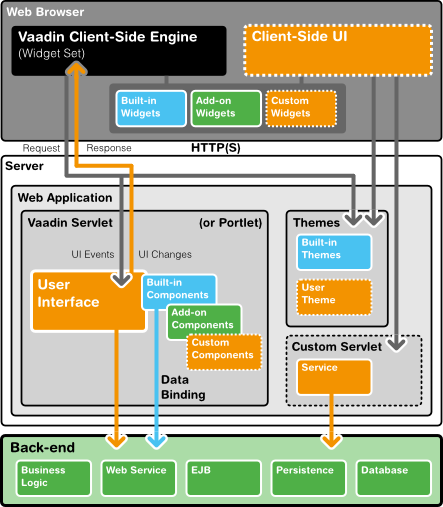 Web Browser
Vaadin Client-Side Engine
(Widget Set)
Client-Side UI
Built-in
Widgets
Add-on
Widgets
Custom
Widgets
Request
Response
HTTP(S)
Server
Web Application
Vaadin Servlet
(or Portlet)
UI Events
UI Changes
User
Interface
Built-in
Components
Add-on
Components
Custom
Components
Data
Binding
Themes
Built-in
Themes
User
Theme
Custom Servlet
Service
Back-end
Business
Logic
Web Service
EJB
Persistence
Database